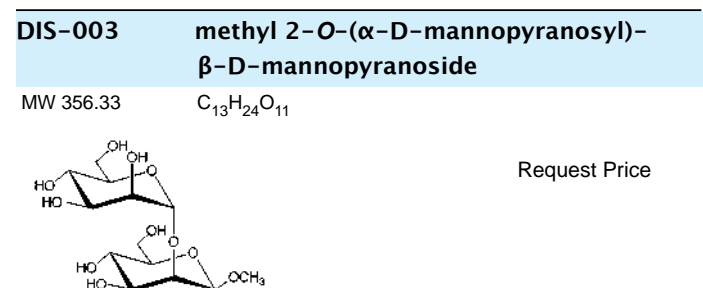 DIS-003 methyl 2-O-(α-D-mannopyranosyl)-
β-D-mannopyranoside
MW 356.33 C₁₃H₂₄O₁₁
Request Price
OH
OH
HO O
HO
HO
OH O
O
HO
HO OCH₃